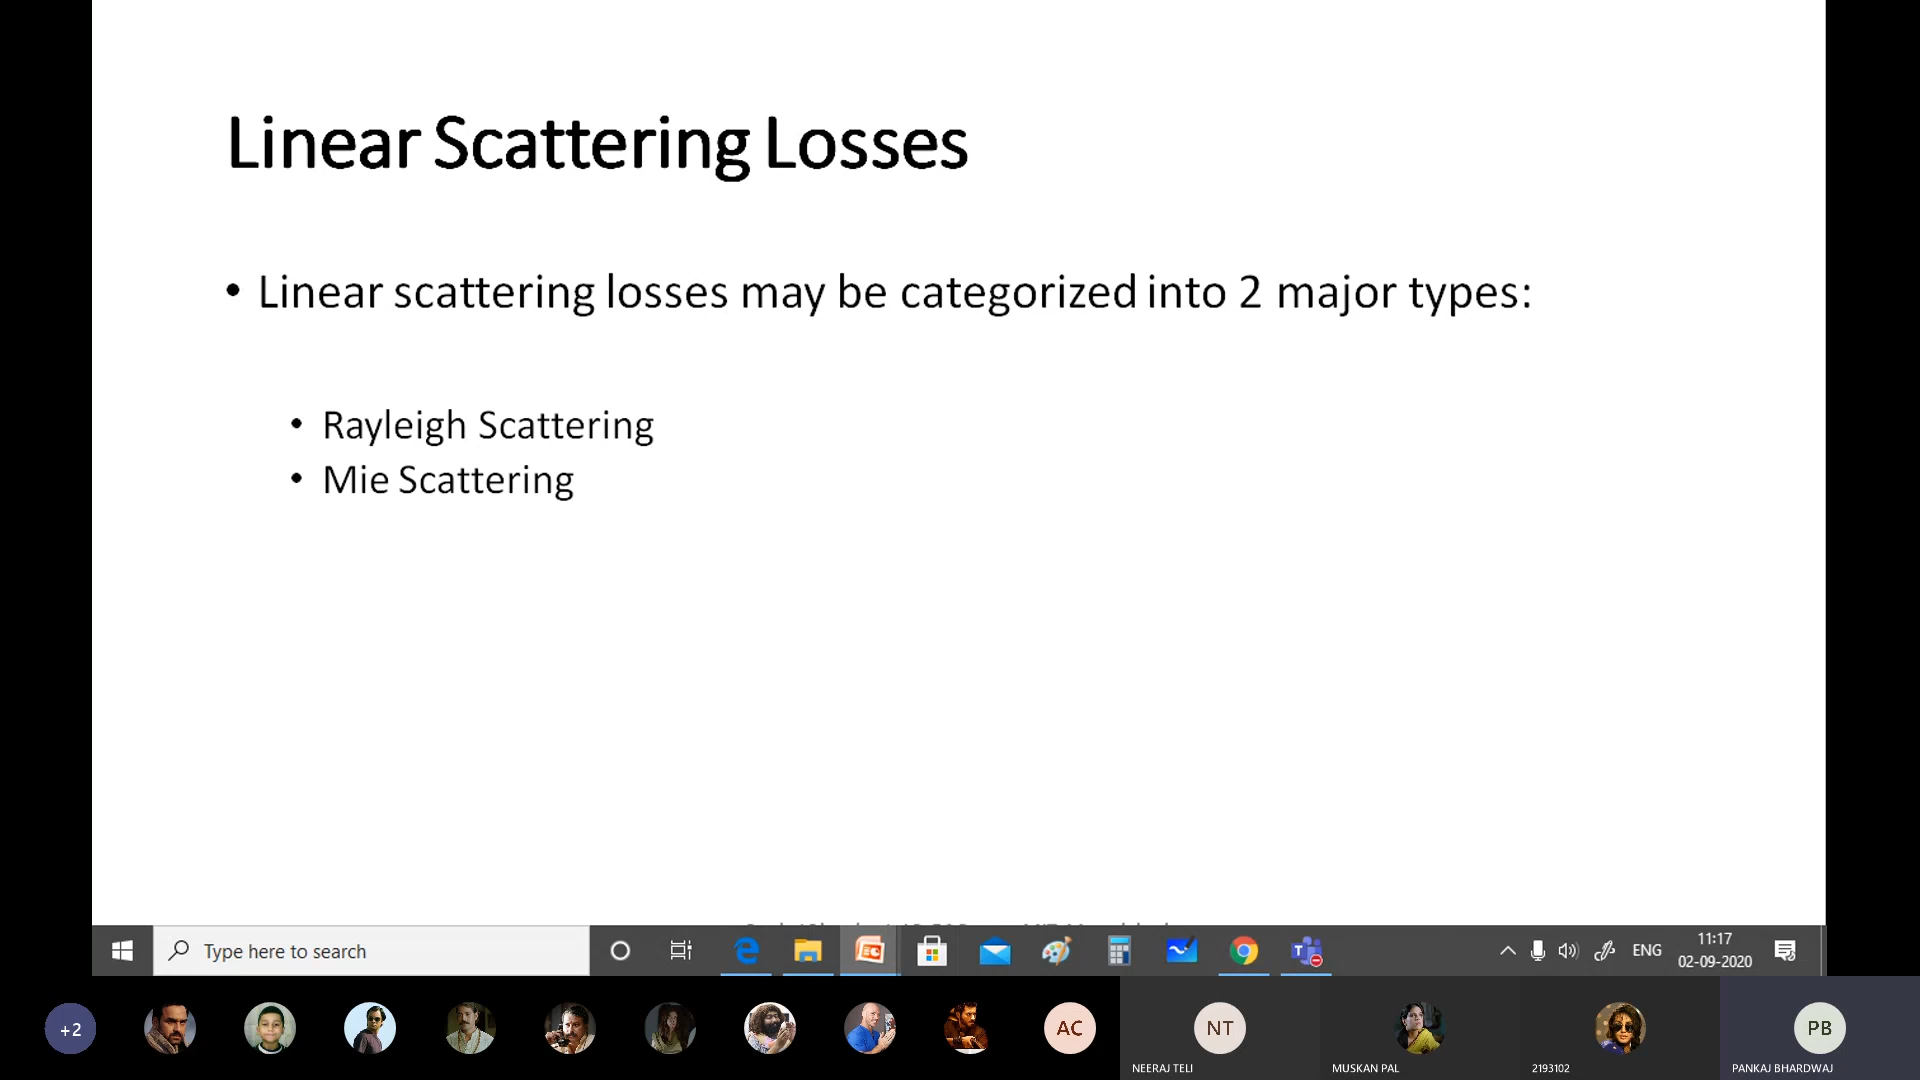 Linear Scattering Losses
• Linear scattering losses may be categorized into 2 major types:
• Rayleigh Scattering
• Mie Scattering
Type here to search
ENG
11:17
02-09-2020
+2
AC
NT
PB
NEERAJ TELI
MUSKAN PAL
2193102
PANKAJ BHARDWAJ